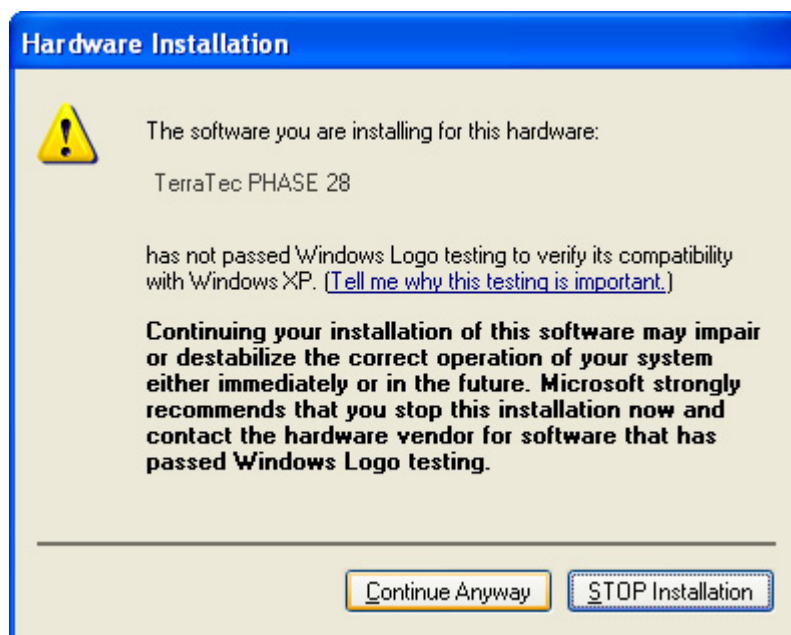 Hardware Installation
The software you are installing for this hardware:
TerraTec PHASE 28
has not passed Windows Logo testing to verify its compatibility
with Windows XP. (Tell me why this testing is important.)
Continuing your installation of this software may impair
or destabilize the correct operation of your system
either immediately or in the future. Microsoft strongly
recommends that you stop this installation now and
contact the hardware vendor for software that has
passed Windows Logo testing.
Continue Anyway
STOP Installation